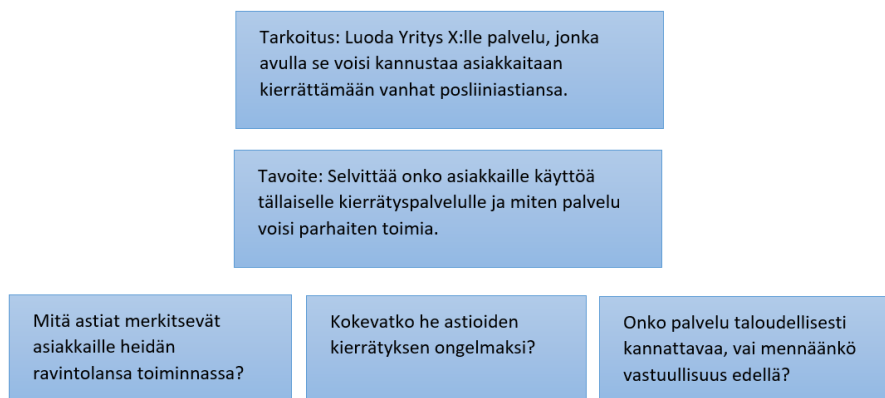 Tarkoitus: Luoda Yritys X:lle palvelu, jonka
avulla se voisi kannustaa asiakkaitaan
kierrättämään vanhat posliiniastiansa.
Tavoite: Selvittää onko asiakkaille käyttöä
tällaiselle kierrätyspalvelulle ja miten palvelu
voisi parhaiten toimia.
Mitä astiat merkitsevät
asiakkaille heidän
ravintolansa toiminnassa?
Kokevatko he astioiden
kierrätyksen ongelmaksi?
Onko palvelu taloudellisesti
kannattavaa, vai mennäänkö
vastuullisuus edellä?